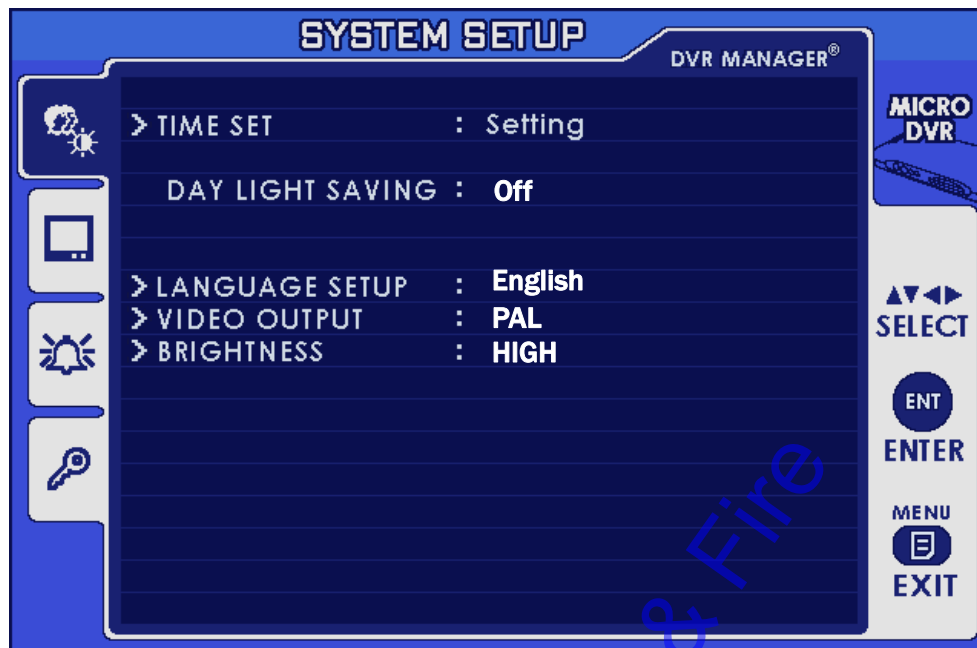 SYSTEM SETUP
DVR MANAGER®
> TIME SET : Setting
DAY LIGHT SAVING : Off
> LANGUAGE SETUP : English
> VIDEO OUTPUT : PAL
> BRIGHTNESS : HIGH
MICRO
DVR
▲▼◀▶
SELECT
ENT
ENTER
MENU
EXIT
& Fire